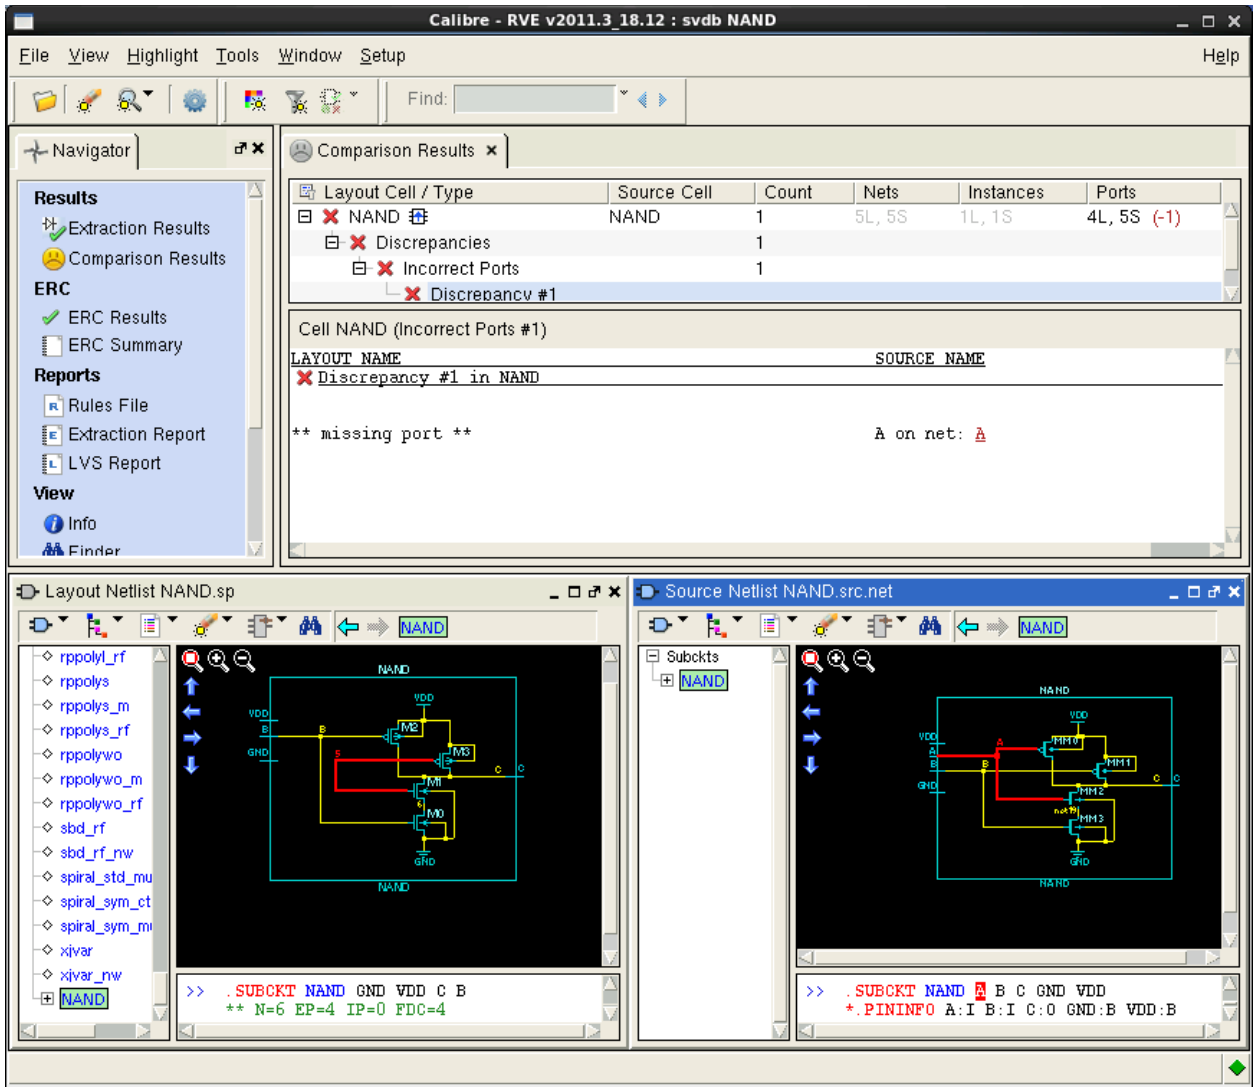 Calibre - RVE v2011.3_18.12 : svdb NAND
File View Highlight Tools Window Setup Help
Find:
Navigator
Results
Extraction Results
Comparison Results
ERC
ERC Results
ERC Summary
Reports
Rules File
Extraction Report
LVS Report
View
Info
Finder
Comparison Results
Layout Cell / Type Source Cell Count Nets Instances Ports
NAND NAND 1 5L, 5S 1L, 1S 4L, 5S (-1)
Discrepancies 1
Incorrect Ports 1
Discrepancy #1
Cell NAND (Incorrect Ports #1)
LAYOUT NAME SOURCE NAME
Discrepancy #1 in NAND
** missing port ** A on net: A
Layout Netlist NAND.sp
NAND
rppolyl_rf
rppolys
rppolys_m
rppolys_rf
rppolywo
rppolywo_m
rppolywo_rf
sbd_rf
sbd_rf_nw
spiral_std_mu
spiral_sym_ct
spiral_sym_m
xjvar
xjvar_nw
NAND
NAND
VDD
VDD
B
B
M2
GND
5
M3
C
C
M1
6
M0
GND
NAND
>> .SUBCKT NAND GND VDD C B
** N=6 EP=4 IP=0 FDC=4
Source Netlist NAND.src.net
NAND
Subckts
NAND
NAND
VDD
VDD
A
A
MM0
B
B
MM1
GND
C
C
MM2
net19
MM3
GND
NAND
>> .SUBCKT NAND A B C GND VDD
*.PININFO A:I B:I C:O GND:B VDD:B